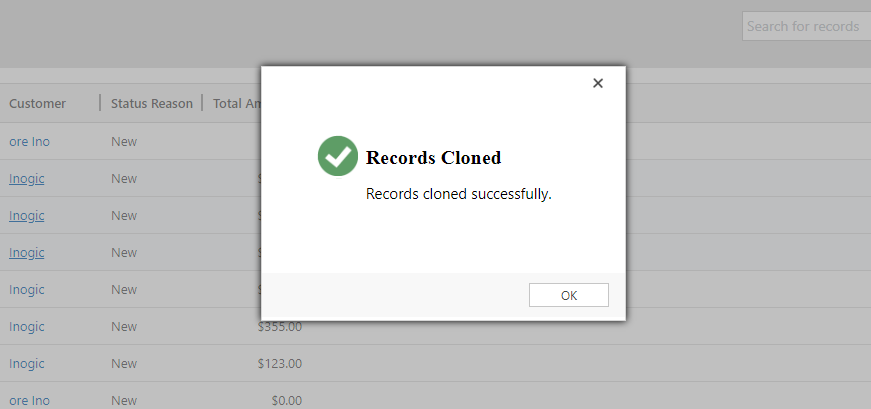 Search for records
Customer Status Reason Total Am
ore Ino New
Inogic New $
Inogic New $
Inogic New $
Inogic New $
Inogic New $355.00
Inogic New $123.00
ore Ino New $0.00
Records Cloned
Records cloned successfully.
OK